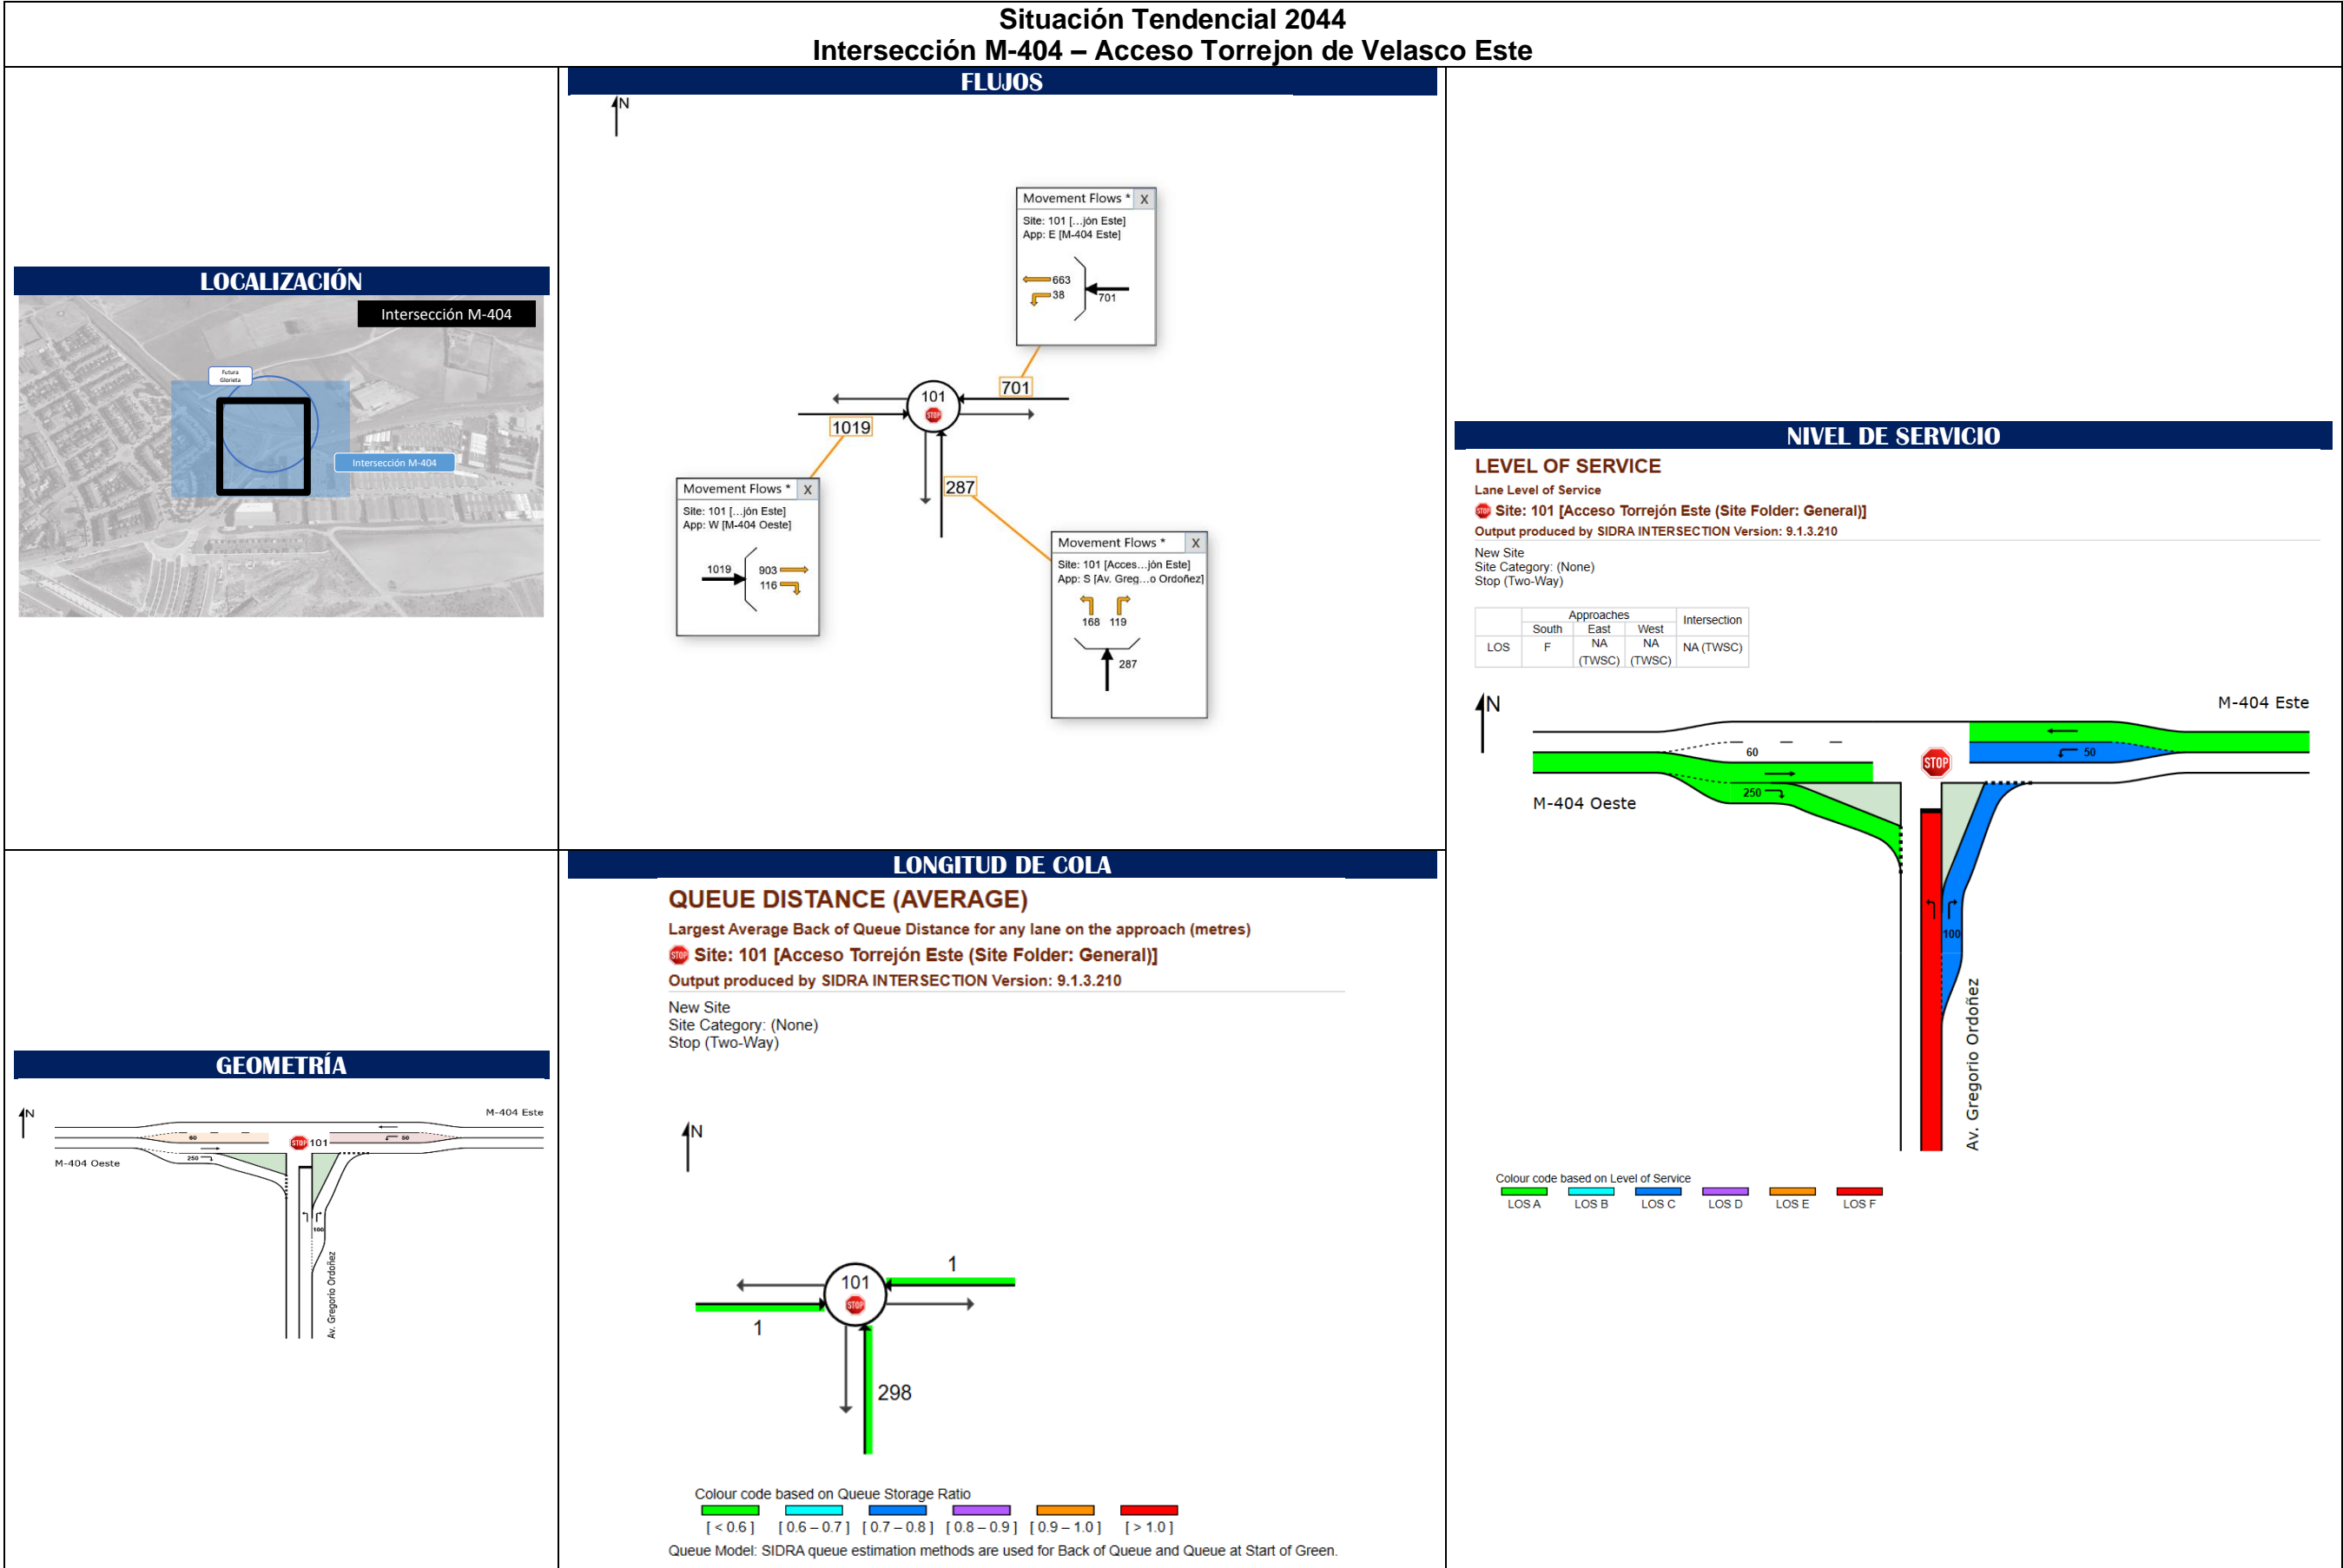 Situación Tendencial 2044
Intersección M-404 – Acceso Torrejon de Velasco Este
LOCALIZACIÓN
Intersección M-404
Futura
Glorieta
Intersección M-404
FLUJOS
N
Movement Flows * X
Site: 101 [...jón Este]
App: E [M-404 Este]
663
38
701
701
101
STOP
1019
287
Movement Flows * X
Site: 101 [...jón Este]
App: W [M-404 Oeste]
1019
903
116
Movement Flows * X
Site: 101 [Acces...jón Este]
App: S [Av. Greg...o Ordoñez]
168 119
287
NIVEL DE SERVICIO
LEVEL OF SERVICE
Lane Level of Service
STOP Site: 101 [Acceso Torrejón Este (Site Folder: General)]
Output produced by SIDRA INTERSECTION Version: 9.1.3.210
New Site
Site Category: (None)
Stop (Two-Way)
Approaches Intersection
South East West
LOS F NA (TWSC) NA (TWSC) NA (TWSC)
N
M-404 Este
60
STOP
50
M-404 Oeste
250
100
Av. Gregorio Ordoñez
Colour code based on Level of Service
LOS A LOS B LOS C LOS D LOS E LOS F
GEOMETRÍA
N
M-404 Este
60
STOP 101
50
M-404 Oeste
250
100
Av. Gregorio Ordoñez
LONGITUD DE COLA
QUEUE DISTANCE (AVERAGE)
Largest Average Back of Queue Distance for any lane on the approach (metres)
STOP Site: 101 [Acceso Torrejón Este (Site Folder: General)]
Output produced by SIDRA INTERSECTION Version: 9.1.3.210
New Site
Site Category: (None)
Stop (Two-Way)
N
1
101
STOP
1
298
Colour code based on Queue Storage Ratio
[ < 0.6 ] [ 0.6 – 0.7 ] [ 0.7 – 0.8 ] [ 0.8 – 0.9 ] [ 0.9 – 1.0 ] [ > 1.0 ]
Queue Model: SIDRA queue estimation methods are used for Back of Queue and Queue at Start of Green.